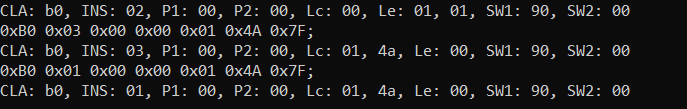 CLA: b0, INS: 02, P1: 00, P2: 00, Lc: 00, Le: 01, 01, SW1: 90, SW2: 00
0xB0 0x03 0x00 0x00 0x01 0x4A 0x7F;
CLA: b0, INS: 03, P1: 00, P2: 00, Lc: 01, 4a, Le: 00, SW1: 90, SW2: 00
0xB0 0x01 0x00 0x00 0x01 0x4A 0x7F;
CLA: b0, INS: 01, P1: 00, P2: 00, Lc: 01, 4a, Le: 00, SW1: 90, SW2: 00